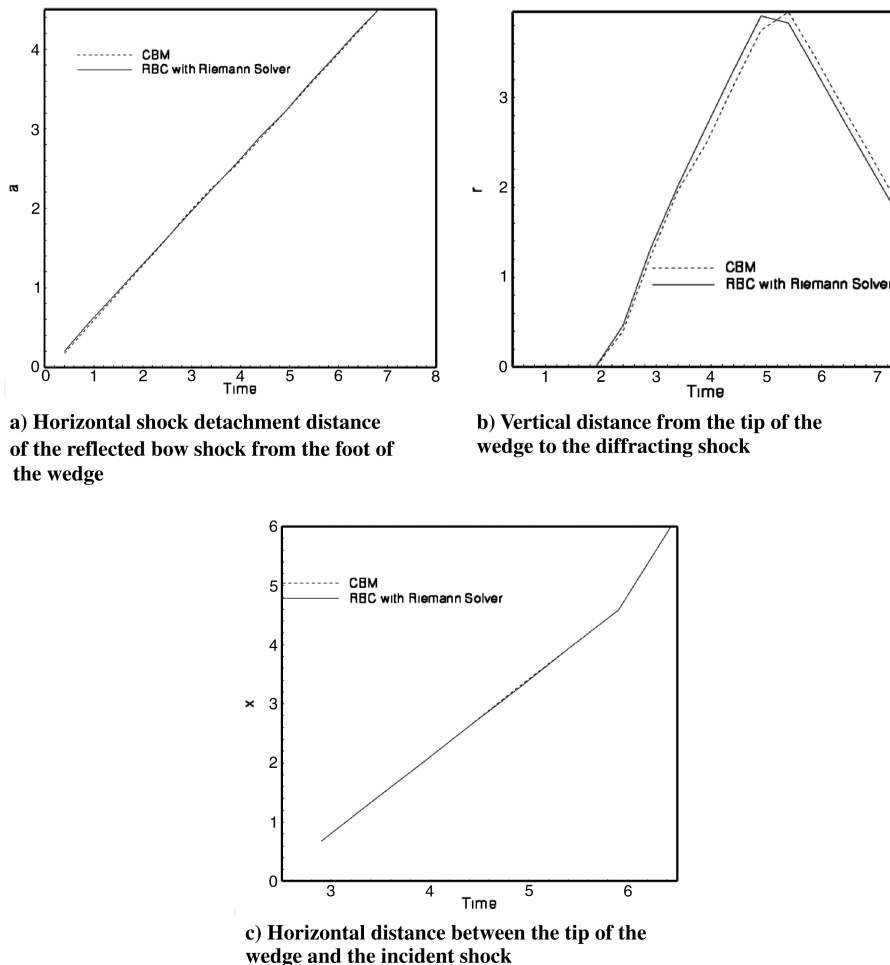 4
3
2
1
0
a
CBM
RBC with Riemann Solver
0 1 2 3 4 5 6 7 8
Time
a) Horizontal shock detachment distance
of the reflected bow shock from the foot of
the wedge
3
2
1
0
r
CBM
RBC with Riemann Solver
1 2 3 4 5 6 7
Time
b) Vertical distance from the tip of the
wedge to the diffracting shock
6
5
4
3
2
1
0
x
CBM
RBC with Riemann Solver
3 4 5 6
Time
c) Horizontal distance between the tip of the
wedge and the incident shock